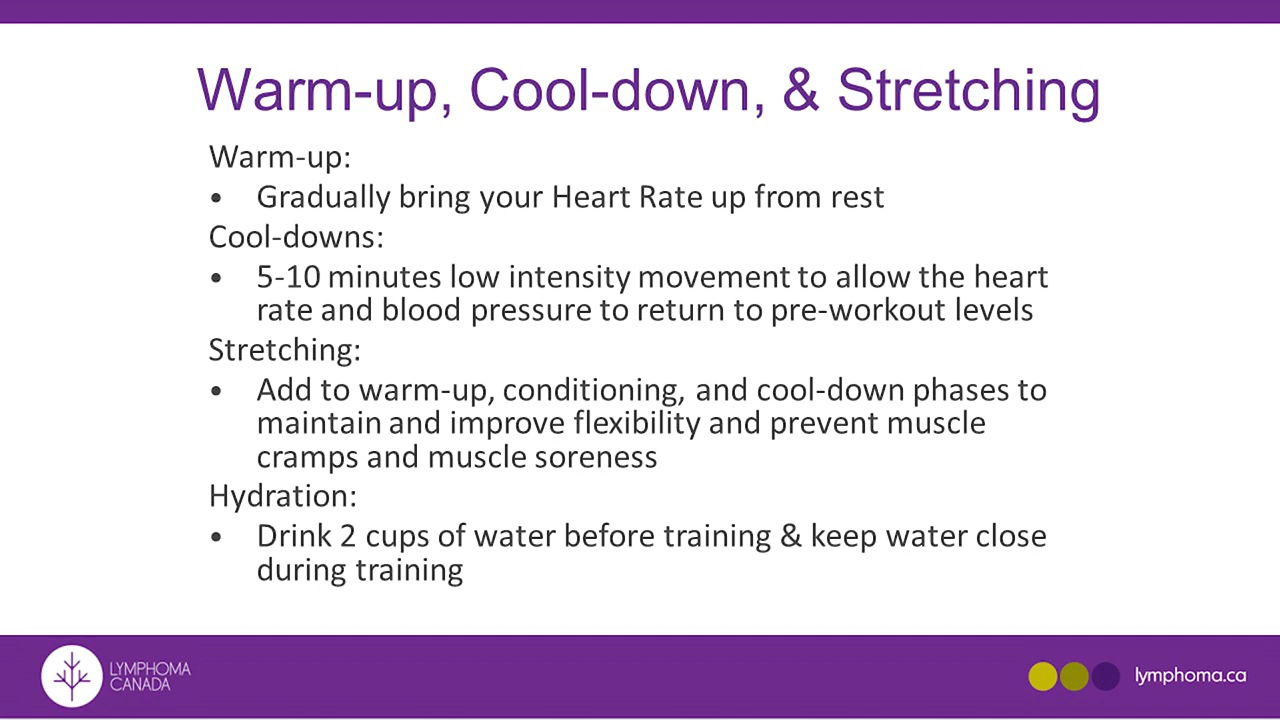 Warm-up, Cool-down, & Stretching
Warm-up:
• Gradually bring your Heart Rate up from rest
Cool-downs:
• 5-10 minutes low intensity movement to allow the heart
rate and blood pressure to return to pre-workout levels
Stretching:
• Add to warm-up, conditioning, and cool-down phases to
maintain and improve flexibility and prevent muscle
cramps and muscle soreness
Hydration:
• Drink 2 cups of water before training & keep water close
during training
LYMPHOMA
CANADA
lymphoma.ca